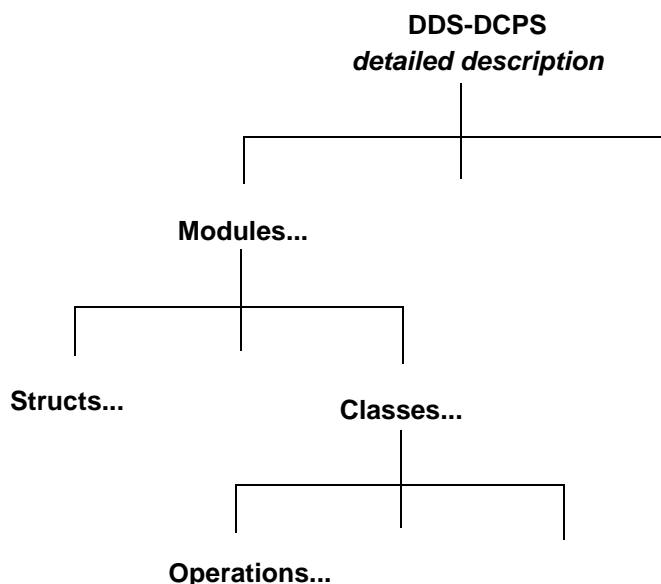 DDS-DCPS
detailed description
Modules...
Structs...
Classes...
Operations...